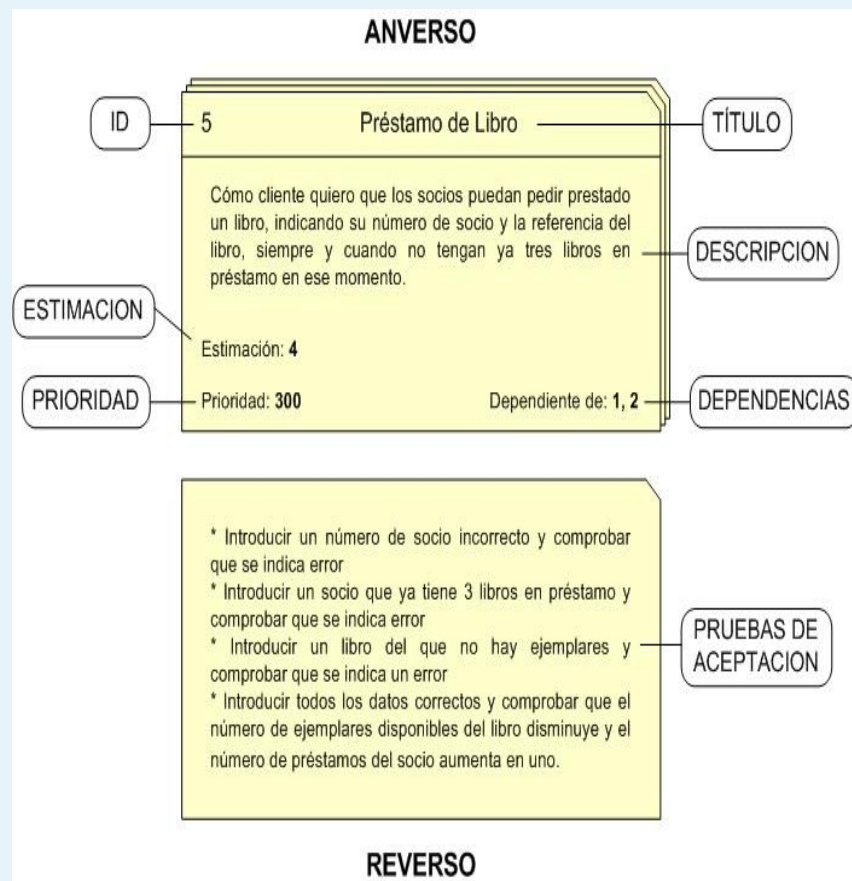 ANVERSO
ID
5
Préstamo de Libro
TÍTULO
Cómo cliente quiero que los socios puedan pedir prestado
un libro, indicando su número de socio y la referencia del
libro, siempre y cuando no tengan ya tres libros en
préstamo en ese momento.
DESCRIPCION
ESTIMACION
Estimación: 4
PRIORIDAD
Prioridad: 300
Dependiente de: 1, 2
DEPENDENCIAS
* Introducir un número de socio incorrecto y comprobar
que se indica error
* Introducir un socio que ya tiene 3 libros en préstamo y
comprobar que se indica error
* Introducir un libro del que no hay ejemplares y
comprobar que se indica un error
* Introducir todos los datos correctos y comprobar que el
número de ejemplares disponibles del libro disminuye y el
número de préstamos del socio aumenta en uno.
PRUEBAS DE
ACEPTACION
REVERSO